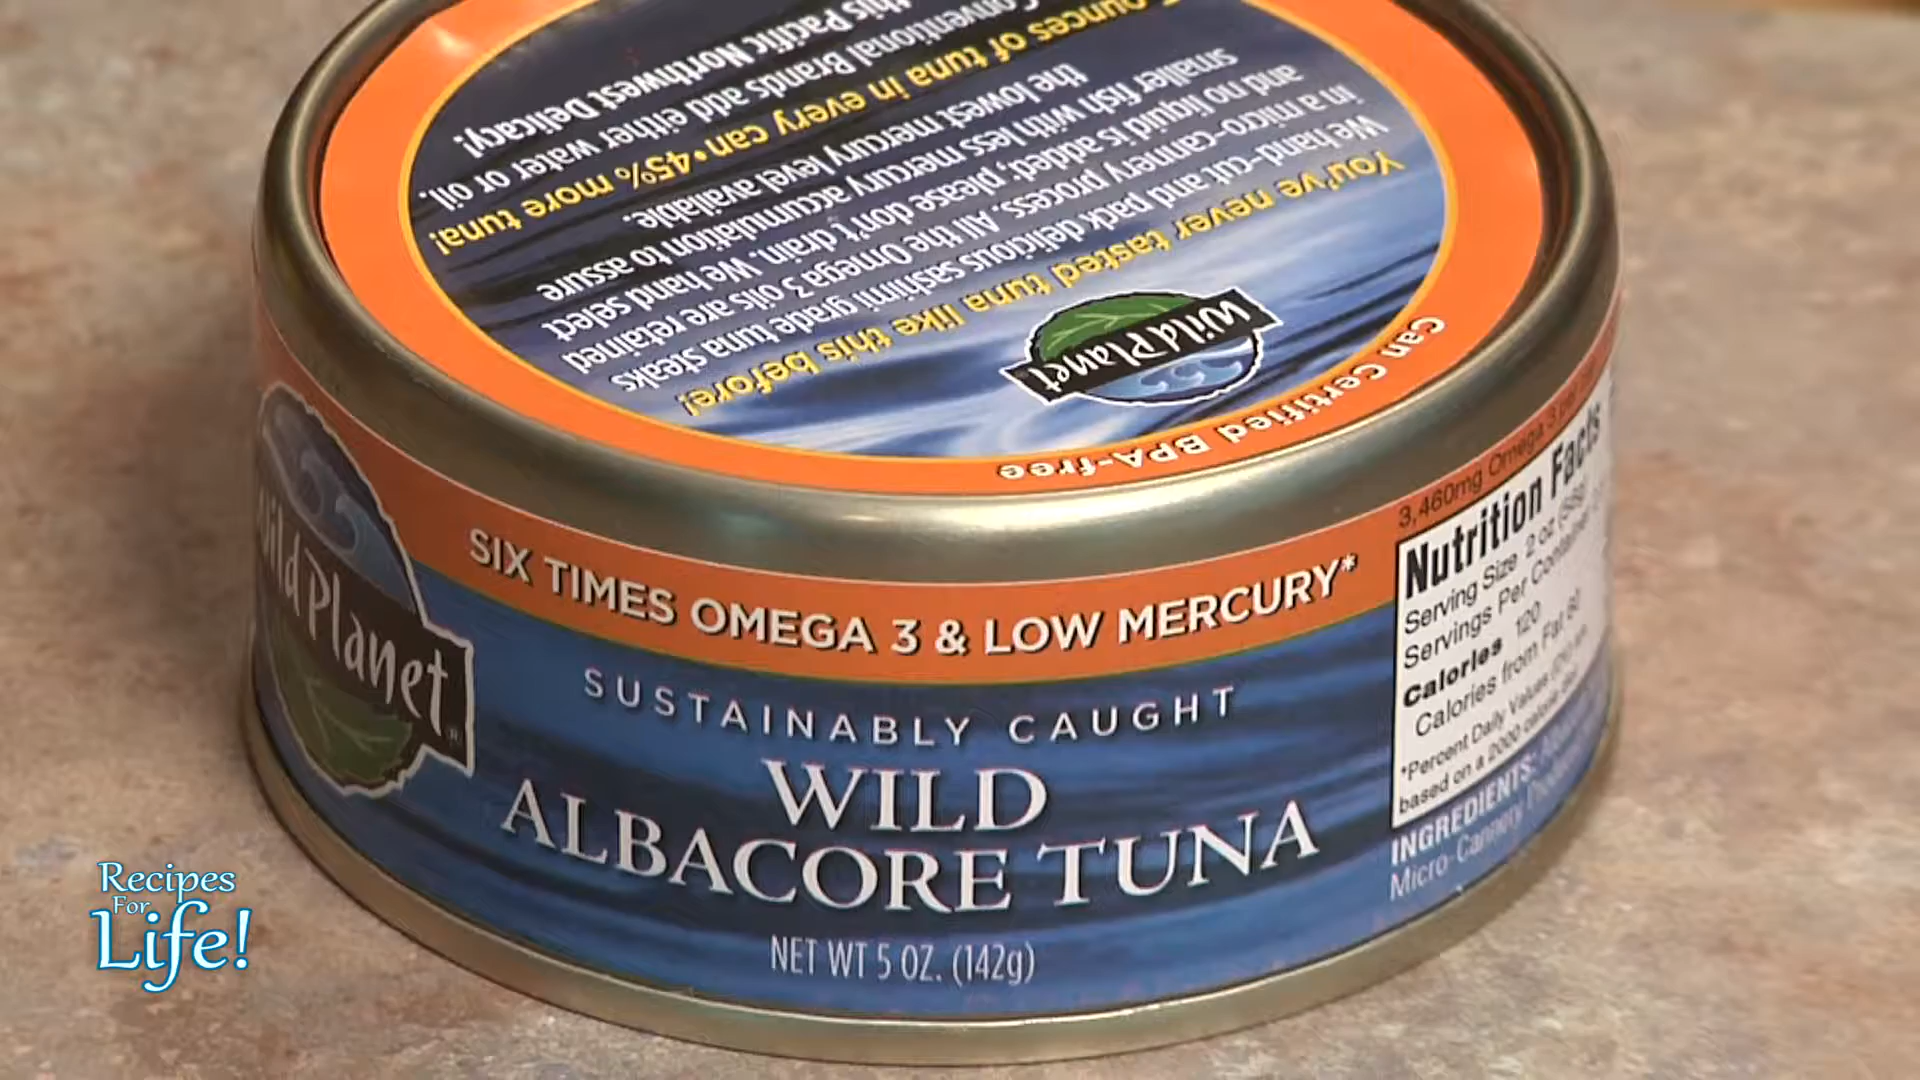 You've never tasted tuna like this before!
We hand-cut and pack delicious sashimi grade tuna steaks
in a micro-cannery process. All the Omega 3 oils are retained
and no liquid is added; please don't drain. We hand select
smaller fish with less mercury accumulation to assure
the lowest mercury level available.
5 ounces of tuna in every can • 45% more tuna!
Conventional Brands add either water or oil.
this Pacific Northwest Delicacy!
Wild Planet
Can Certified BPA-free
Wild Planet®
SIX TIMES OMEGA 3 & LOW MERCURY*
SUSTAINABLY CAUGHT
WILD
ALBACORE TUNA
NET WT 5 OZ. (142g)
3,460mg Omega 3 per
Nutrition Facts
Serving Size 2 oz
Servings Per Container
Calories 120
Calories from Fat 60
*Percent Daily Values (DV) are
based on a 2000 calorie
INGREDIENTS:
Micro-Cannery
Recipes
For
Life!